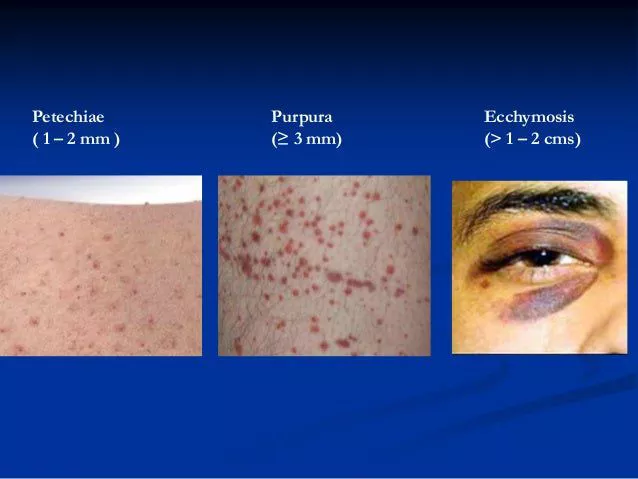 Petechiae
( 1 – 2 mm )
Purpura
(≥ 3 mm)
Ecchymosis
(> 1 – 2 cms)